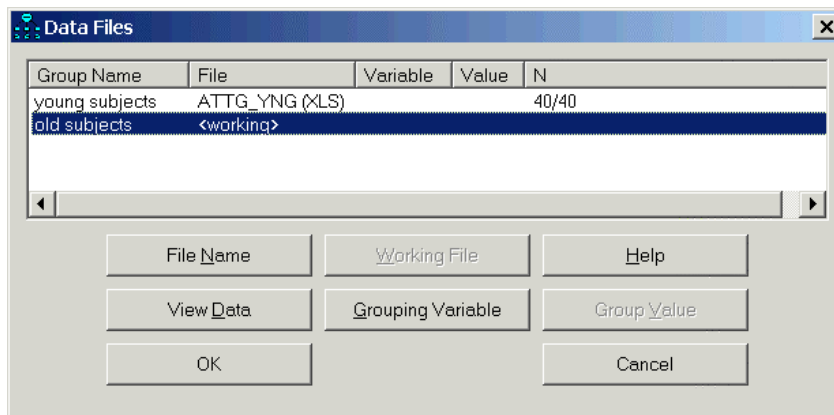 Data Files
Group Name File Variable Value N
young subjects ATTG_YNG (XLS) 40/40
old subjects <working>
File Name Working File Help
View Data Grouping Variable Group Value
OK Cancel